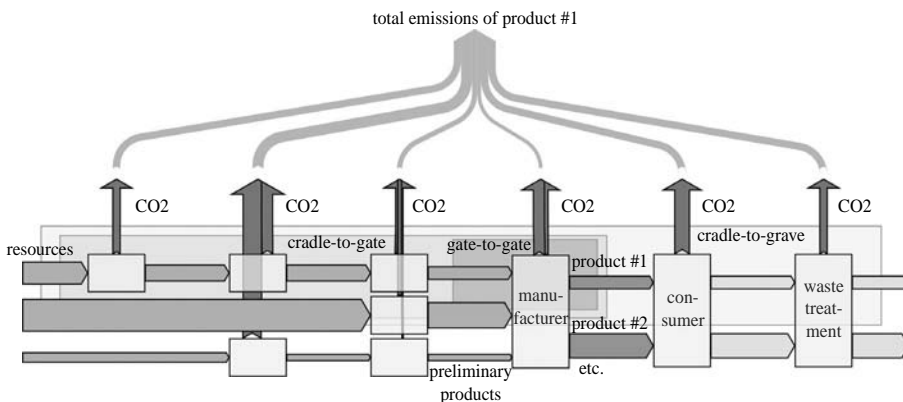 total emissions of product #1
CO2
CO2
CO2
CO2
CO2
CO2
resources
cradle-to-gate
gate-to-gate
cradle-to-grave
product #1
manu-
facturer
con-
sumer
waste
treat-
ment
product #2
etc.
preliminary
products